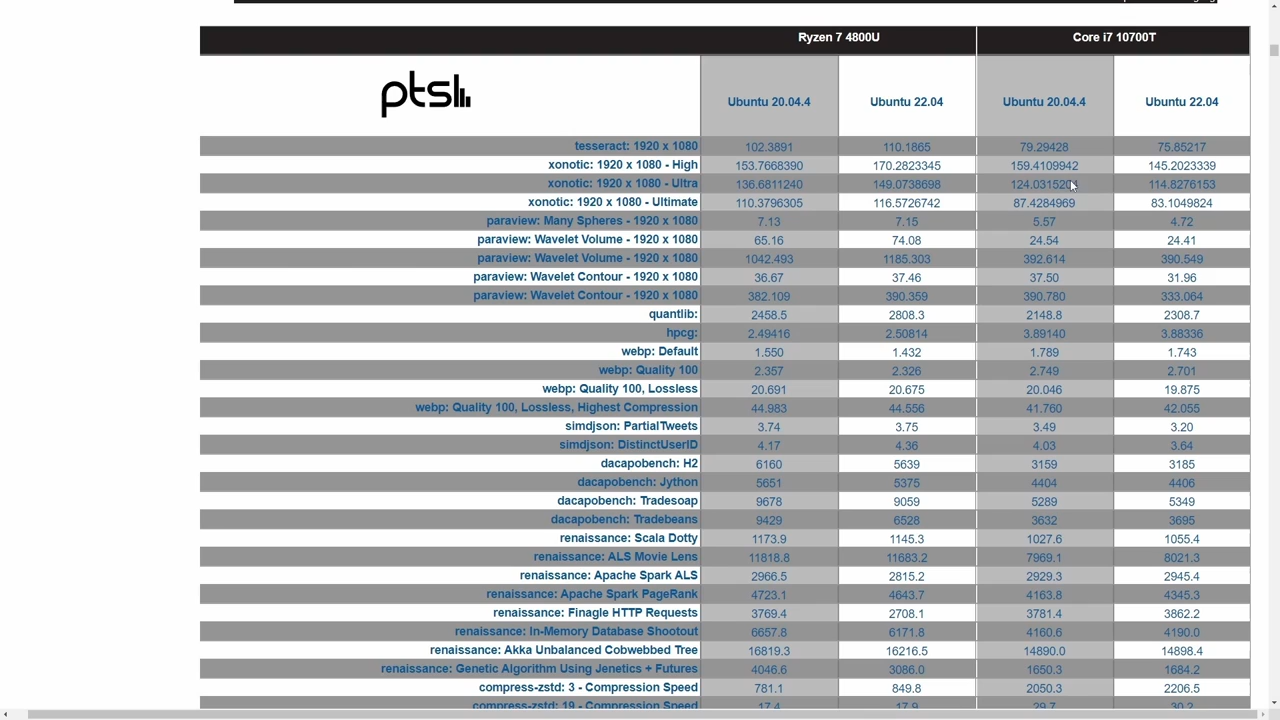 Ryzen 7 4800U Core i7 10700T
ptsl
Ubuntu 20.04.4 Ubuntu 22.04 Ubuntu 20.04.4 Ubuntu 22.04
tesseract: 1920 x 1080 102.3891 110.1865 79.29428 75.85217
xonotic: 1920 x 1080 - High 153.7668390 170.2823345 159.4109942 145.2023339
xonotic: 1920 x 1080 - Ultra 136.6811240 149.0738698 114.8276153
xonotic: 1920 x 1080 - Ultimate 110.3796305 116.5726742 87.4284969 83.1049824
paraview: Many Spheres - 1920 x 1080 7.13 7.15 5.57 4.72
paraview: Wavelet Volume - 1920 x 1080 65.16 74.08 24.54 24.41
paraview: Wavelet Volume - 1920 x 1080 1042.493 1185.303 392.614 390.549
paraview: Wavelet Contour - 1920 x 1080 36.67 37.46 37.50 31.96
paraview: Wavelet Contour - 1920 x 1080 382.109 390.359 390.780 333.064
quantlib: 2458.5 2808.3 2148.8 2308.7
hpcg: 2.49416 2.50814 3.89140 3.88336
webp: Default 1.550 1.432 1.789 1.743
webp: Quality 100 2.357 2.326 2.749 2.701
webp: Quality 100, Lossless 20.691 20.675 20.046 19.875
webp: Quality 100, Lossless, Highest Compression 44.983 44.556 41.760 42.055
simdjson: PartialTweets 3.74 3.75 3.49 3.20
simdjson: DistinctUserID 4.17 4.36 4.03 3.64
dacapobench: H2 6160 5639 3159 3185
dacapobench: Jython 5651 5375 4404 4406
dacapobench: Tradesoap 9678 9059 5289 5349
dacapobench: Tradebeans 9429 6528 3632 3695
renaissance: Scala Dotty 1173.9 1145.3 1027.6 1055.4
renaissance: ALS Movie Lens 11818.8 11683.2 7969.1 8021.3
renaissance: Apache Spark ALS 2966.5 2815.2 2929.3 2945.4
renaissance: Apache Spark PageRank 4723.1 4643.7 4163.8 4345.3
renaissance: Finagle HTTP Requests 3769.4 2708.1 3781.4 3862.2
renaissance: In-Memory Database Shootout 6657.8 6171.8 4160.6 4190.0
renaissance: Akka Unbalanced Cobwebbed Tree 16819.3 16216.5 14890.0 14898.4
renaissance: Genetic Algorithm Using Jenetics + Futures 4046.6 3086.0 1650.3 1684.2
compress-zstd: 3 - Compression Speed 781.1 849.8 2050.3 2206.5
compress-zstd: 19 - Compression Speed 17.4 17.9 29.7 30.2